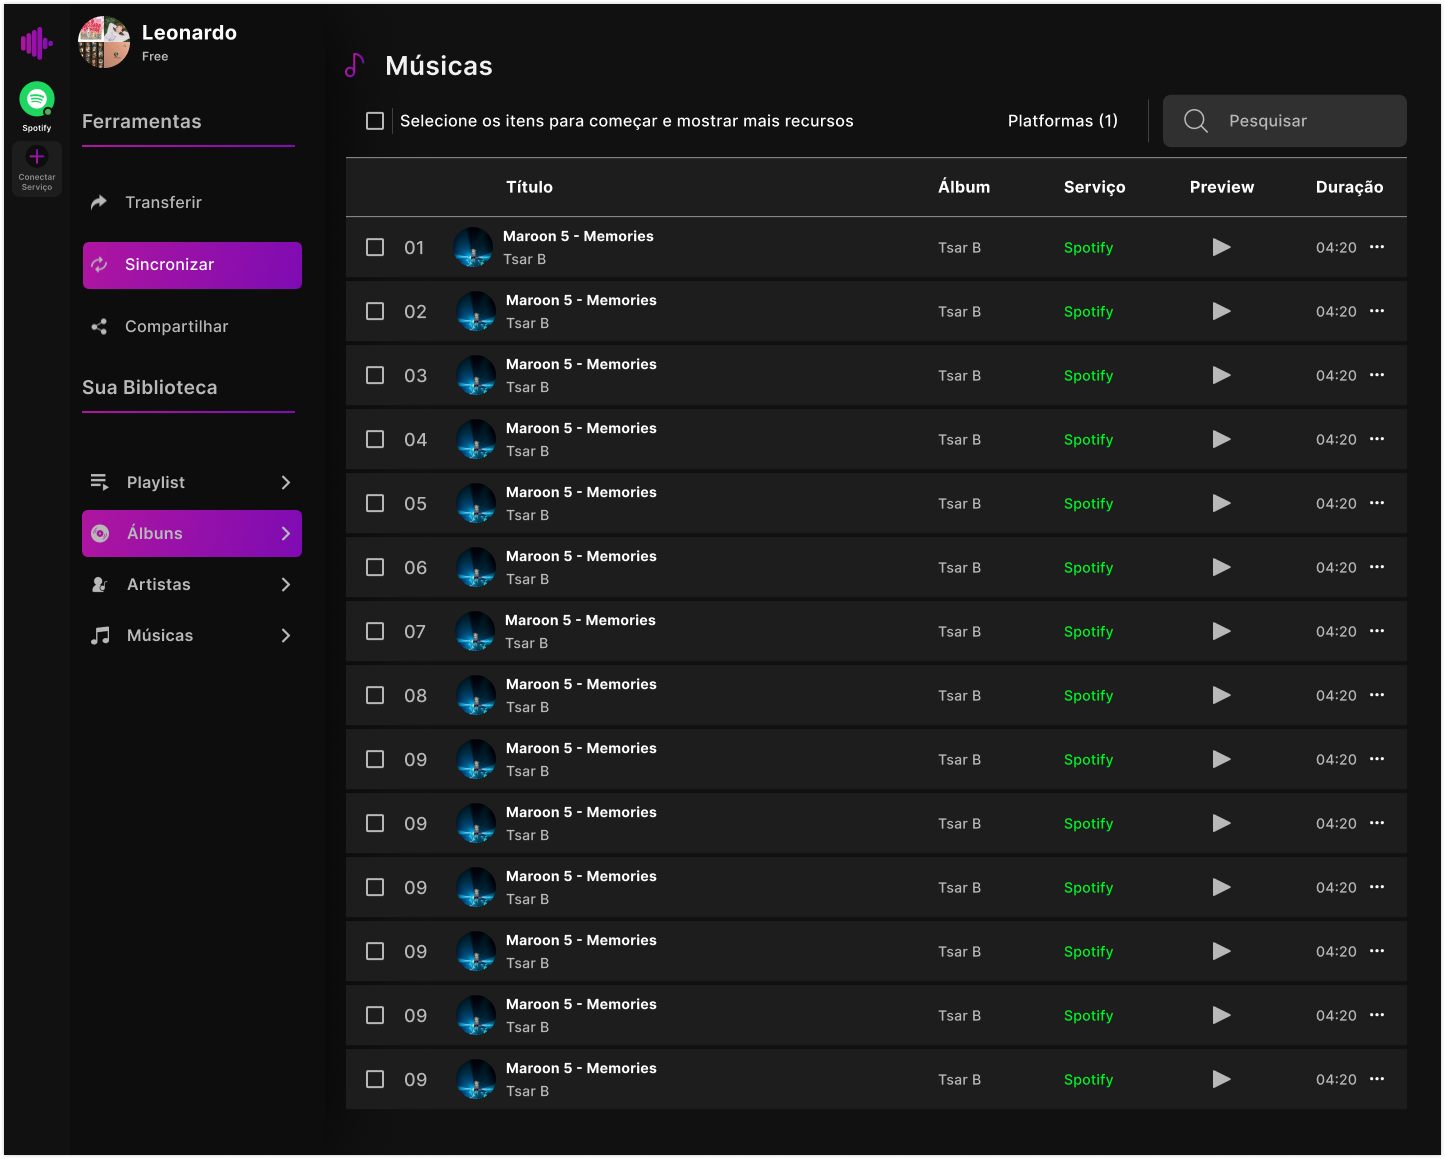 Leonardo
Free
Spotify
Conectar
Serviço
Ferramentas
Transferir
Sincronizar
Compartilhar
Sua Biblioteca
Playlist
Álbuns
Artistas
Músicas
Músicas
Selecione os itens para começar e mostrar mais recursos
Platformas (1)
Pesquisar
Título Álbum Serviço Preview Duração
01 Maroon 5 - Memories
Tsar B Tsar B Spotify 04:20
02 Maroon 5 - Memories
Tsar B Tsar B Spotify 04:20
03 Maroon 5 - Memories
Tsar B Tsar B Spotify 04:20
04 Maroon 5 - Memories
Tsar B Tsar B Spotify 04:20
05 Maroon 5 - Memories
Tsar B Tsar B Spotify 04:20
06 Maroon 5 - Memories
Tsar B Tsar B Spotify 04:20
07 Maroon 5 - Memories
Tsar B Tsar B Spotify 04:20
08 Maroon 5 - Memories
Tsar B Tsar B Spotify 04:20
09 Maroon 5 - Memories
Tsar B Tsar B Spotify 04:20
09 Maroon 5 - Memories
Tsar B Tsar B Spotify 04:20
09 Maroon 5 - Memories
Tsar B Tsar B Spotify 04:20
09 Maroon 5 - Memories
Tsar B Tsar B Spotify 04:20
09 Maroon 5 - Memories
Tsar B Tsar B Spotify 04:20
09 Maroon 5 - Memories
Tsar B Tsar B Spotify 04:20